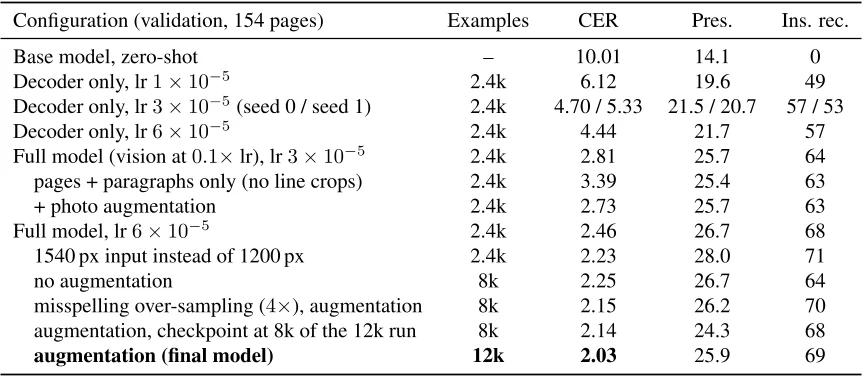 Configuration (validation, 154 pages) Examples CER Pres. Ins. rec.
Base model, zero-shot – 10.01 14.1 0
Decoder only, lr 1 × 10⁻⁵ 2.4k 6.12 19.6 49
Decoder only, lr 3 × 10⁻⁵ (seed 0 / seed 1) 2.4k 4.70 / 5.33 21.5 / 20.7 57 / 53
Decoder only, lr 6 × 10⁻⁵ 2.4k 4.44 21.7 57
Full model (vision at 0.1× lr), lr 3 × 10⁻⁵ 2.4k 2.81 25.7 64
pages + paragraphs only (no line crops) 2.4k 3.39 25.4 63
+ photo augmentation 2.4k 2.73 25.7 63
Full model, lr 6 × 10⁻⁵ 2.4k 2.46 26.7 68
1540 px input instead of 1200 px 2.4k 2.23 28.0 71
no augmentation 8k 2.25 26.7 64
misspelling over-sampling (4×), augmentation 8k 2.15 26.2 70
augmentation, checkpoint at 8k of the 12k run 8k 2.14 24.3 68
augmentation (final model) 12k 2.03 25.9 69